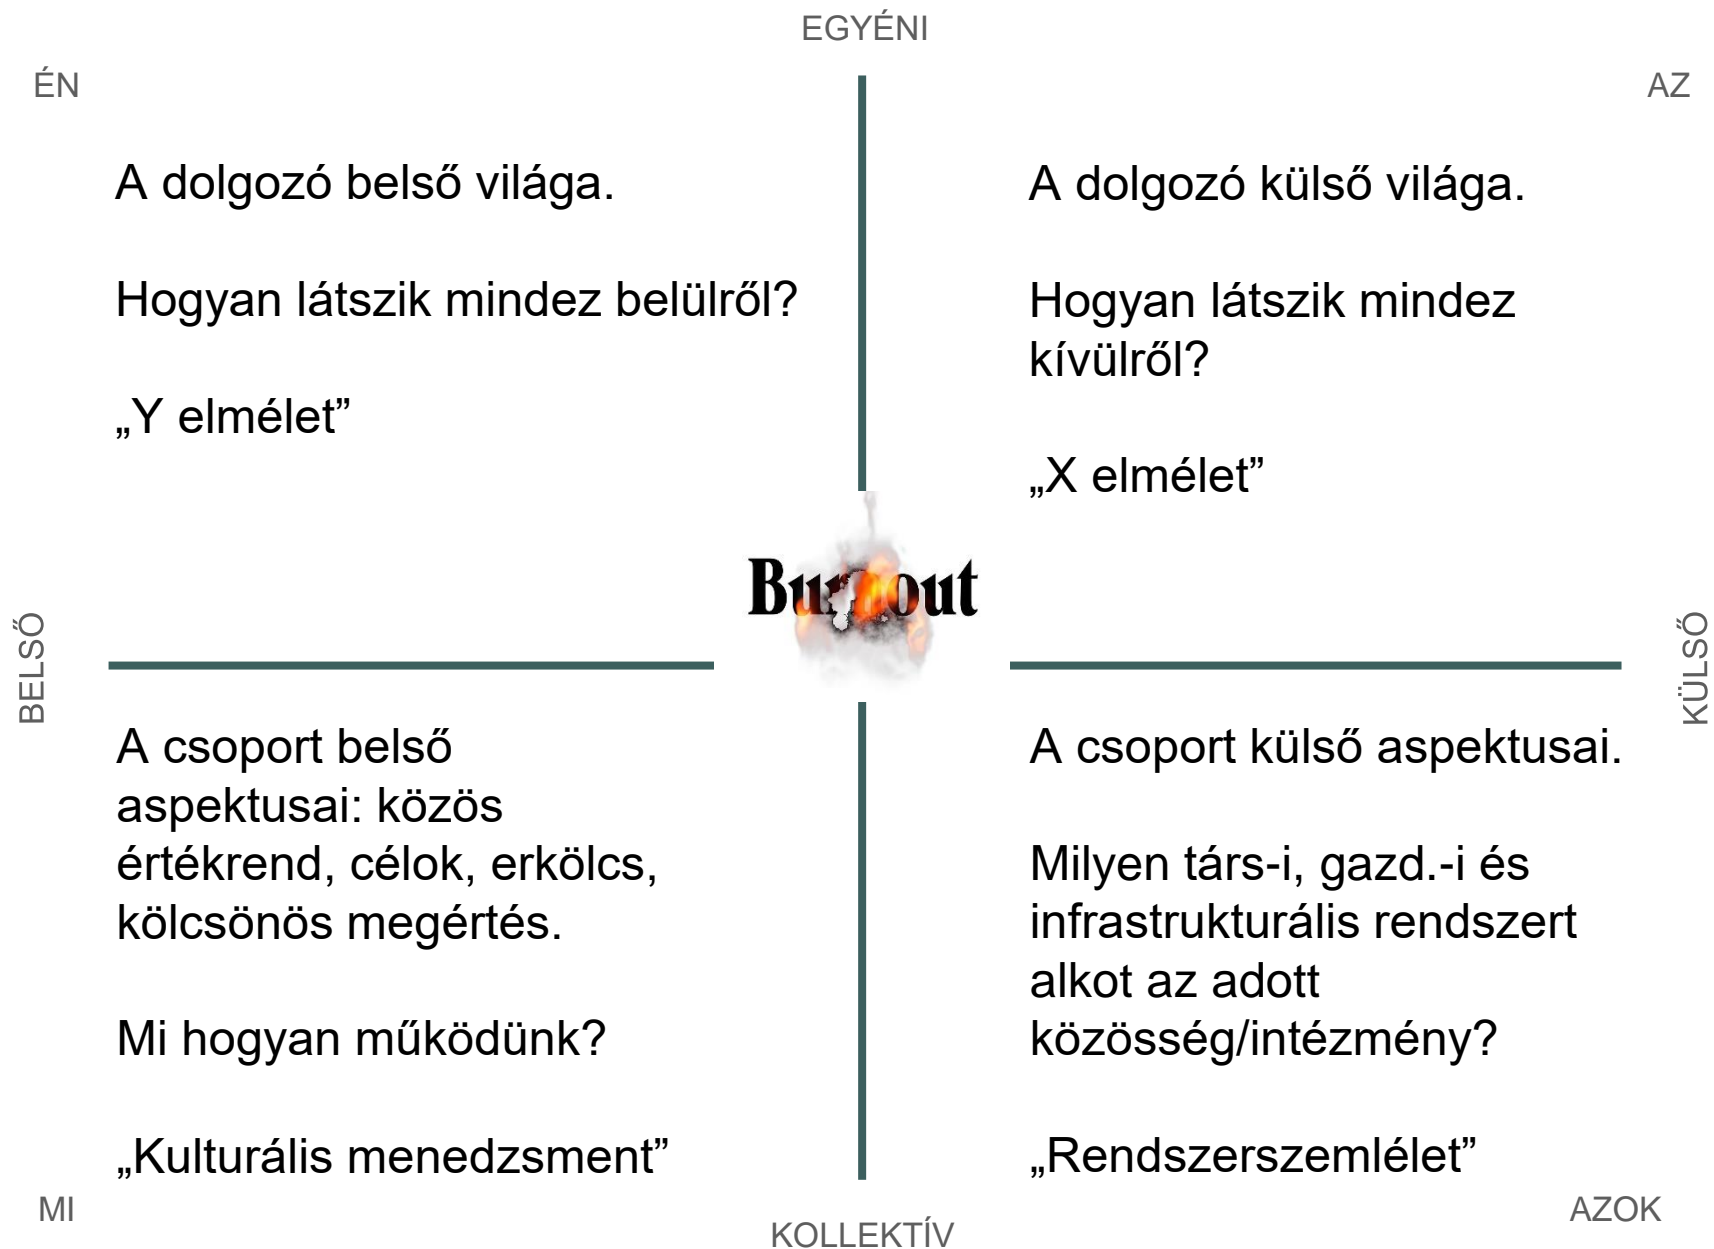 EGYÉNI
ÉN
AZ
A dolgozó belső világa.
Hogyan látszik mindez belülről?
„Y elmélet”
A dolgozó külső világa.
Hogyan látszik mindez
kívülről?
„X elmélet”
Burnout
BELSŐ
KÜLSŐ
A csoport belső
aspektusai: közös
értékrend, célok, erkölcs,
kölcsönös megértés.
Mi hogyan működünk?
„Kulturális menedzsment”
A csoport külső aspektusai.
Milyen társ-i, gazd.-i és
infrastrukturális rendszert
alkot az adott
közösség/intézmény?
„Rendszerszemlélet”
MI
AZOK
KOLLEKTÍV